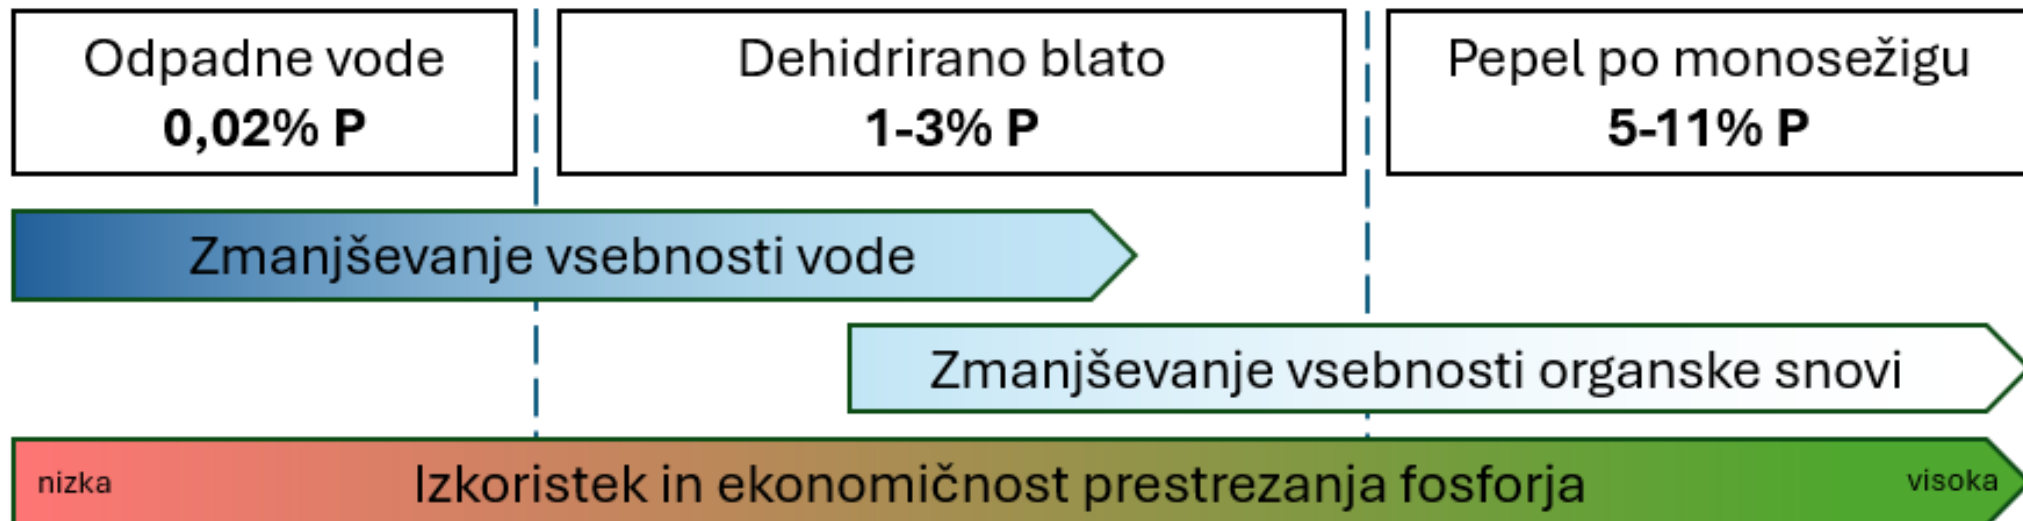 Odpadne vode
0,02% P
Dehidrirano blato
1-3% P
Pepel po monosežigu
5-11% P
Zmanjševanje vsebnosti vode
Zmanjševanje vsebnosti organske snovi
nizka
Izkoristek in ekonomičnost prestrezanja fosforja
visoka